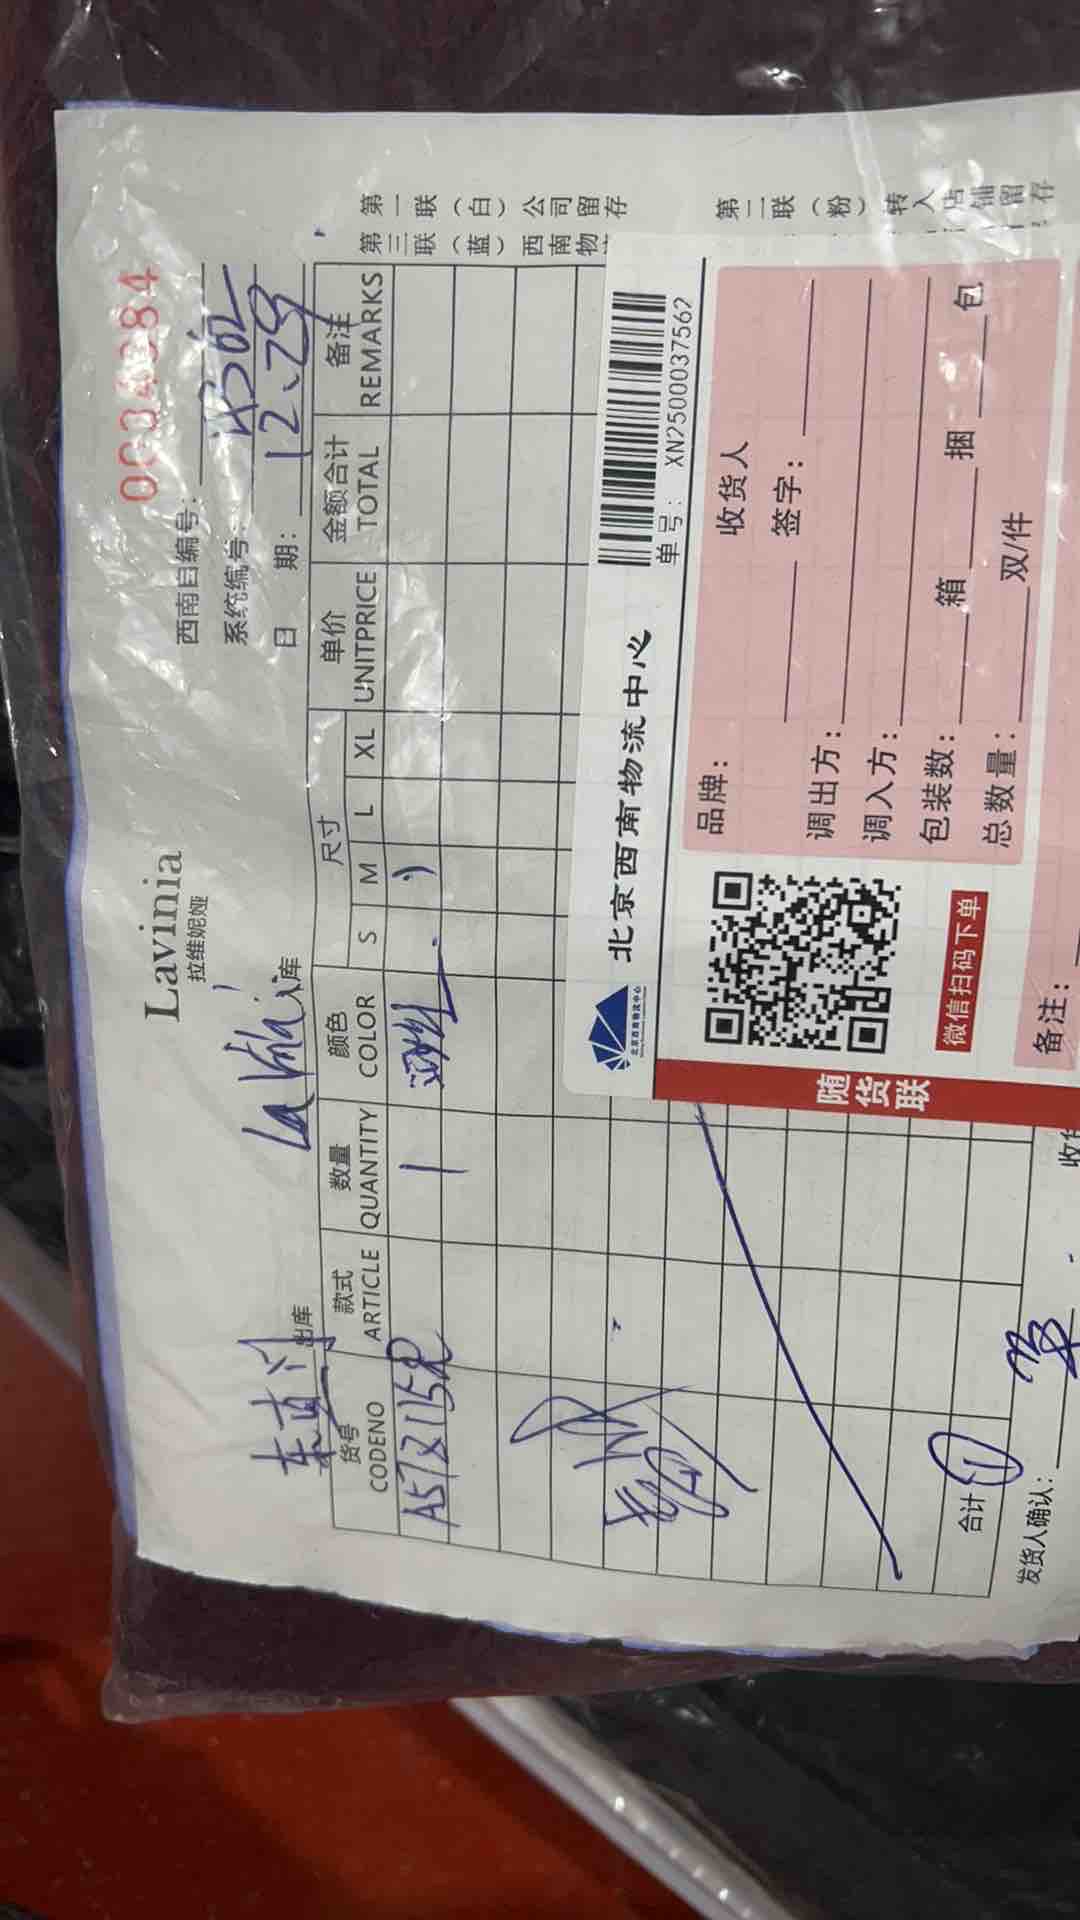 Lavinia
拉维妮娅
西南自编号：
系统编号：
日 期：12.29
东直门出库
入库
货号 款式 数量 颜色 尺寸 单价 金额合计 备注
CODENO ARTICLE QUANTITY COLOR S M L XL UNITPRICE TOTAL REMARKS
1
合计 ①
发货人确认：
第一联（白）公司留存
第二联（粉）转入店铺留存
第三联（蓝）西南物
北京西南物流中心
单号：XN2500037562
随货联
微信扫码下单
品牌：
收货人
签字：
调出方：
调入方：
包装数： 箱 捆 包
总数量： 双/件
备注：